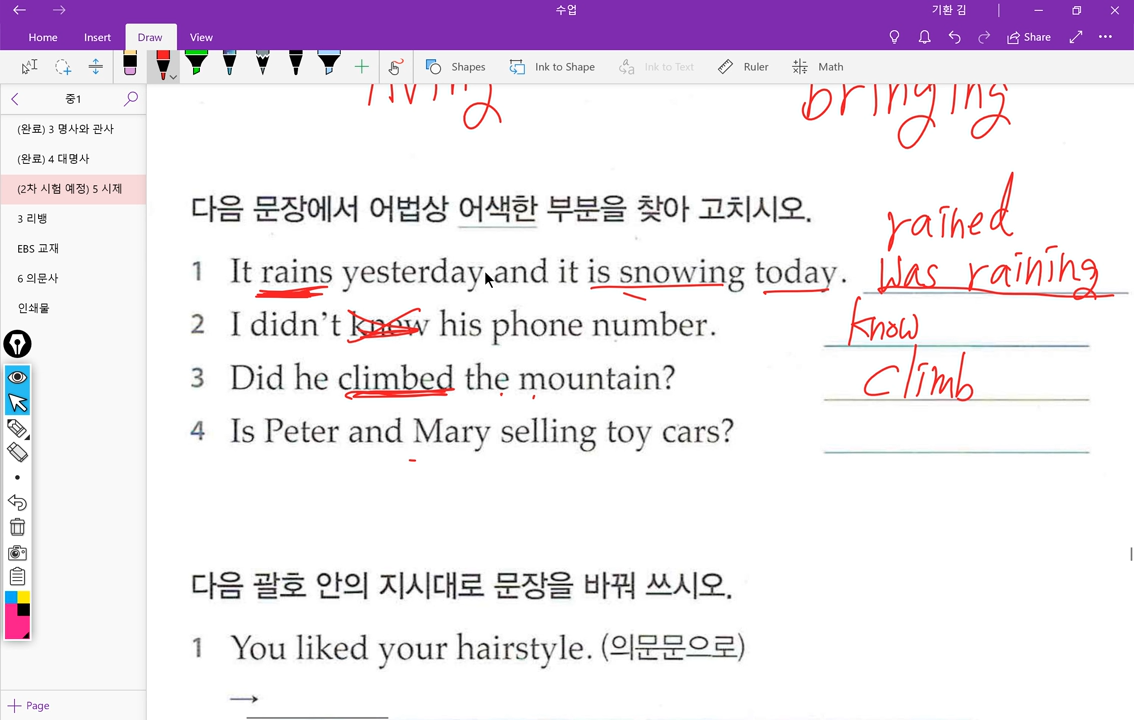 수업
기환 김
Home Insert Draw View
Share
Shapes Ink to Shape Ink to Text Ruler Math
중1
(완료) 3 명사와 관사
(완료) 4 대명사
(2차 시험 예정) 5 시제
3 리뱅
EBS 교재
6 의문사
인쇄물
Page
living bringing
다음 문장에서 어법상 어색한 부분을 찾아 고치시오.
rained
1 It rains yesterday and it is snowing today. was raining
2 I didn't knew his phone number. know
3 Did he climbed the mountain? climb
4 Is Peter and Mary selling toy cars?
다음 괄호 안의 지시대로 문장을 바꿔 쓰시오.
1 You liked your hairstyle. (의문문으로)
→